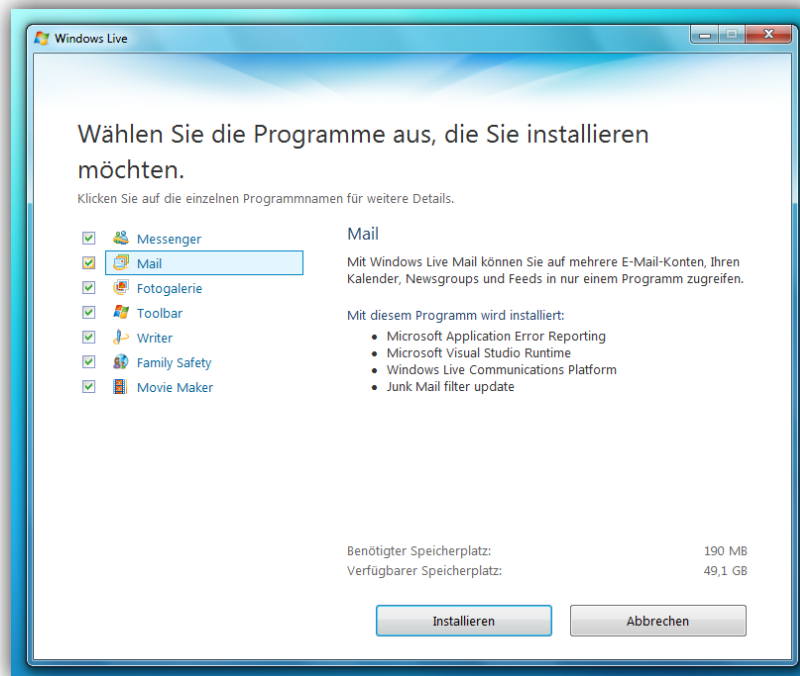 Windows Live
Wählen Sie die Programme aus, die Sie installieren
möchten.
Klicken Sie auf die einzelnen Programmnamen für weitere Details.
Messenger
Mail
Fotogalerie
Toolbar
Writer
Family Safety
Movie Maker
Mail
Mit Windows Live Mail können Sie auf mehrere E-Mail-Konten, Ihren
Kalender, Newsgroups und Feeds in nur einem Programm zugreifen.
Mit diesem Programm wird installiert:
• Microsoft Application Error Reporting
• Microsoft Visual Studio Runtime
• Windows Live Communications Platform
• Junk Mail filter update
Benötigter Speicherplatz: 190 MB
Verfügbarer Speicherplatz: 49,1 GB
Installieren Abbrechen